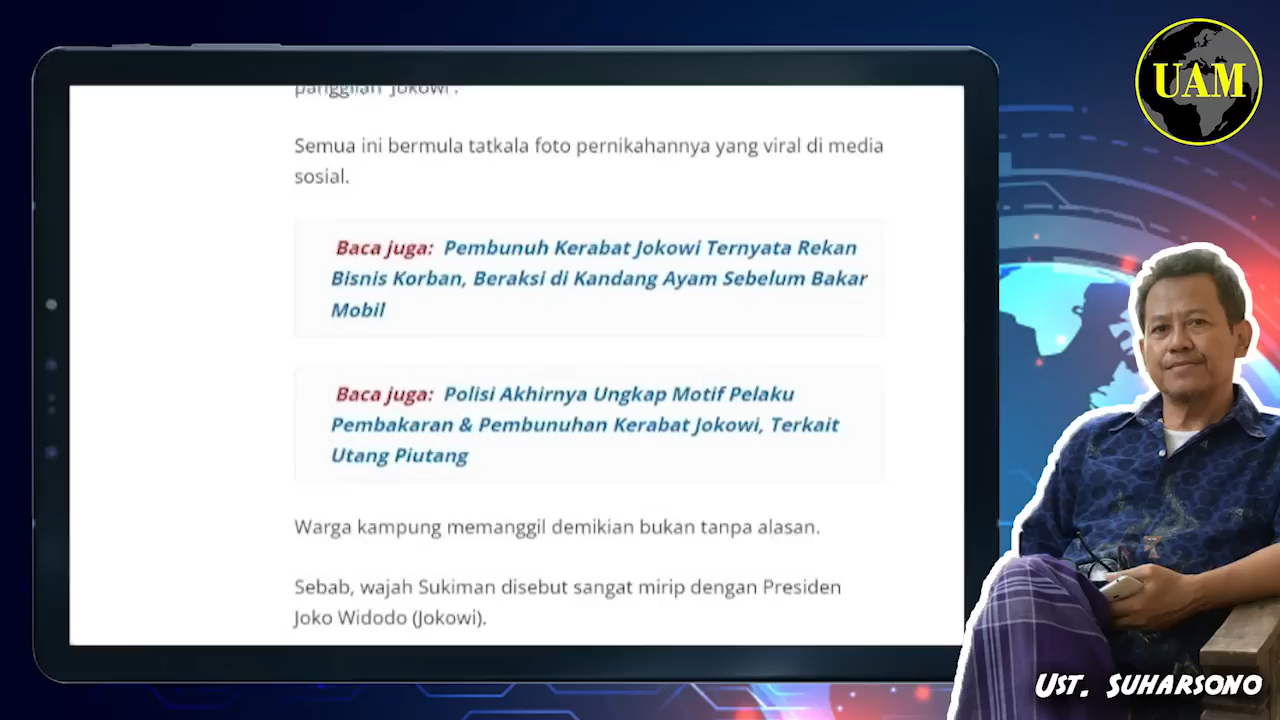 panggilan 'Jokowi'.
Semua ini bermula tatkala foto pernikahannya yang viral di media
sosial.
Baca juga: Pembunuh Kerabat Jokowi Ternyata Rekan
Bisnis Korban, Beraksi di Kandang Ayam Sebelum Bakar
Mobil
Baca juga: Polisi Akhirnya Ungkap Motif Pelaku
Pembakaran & Pembunuhan Kerabat Jokowi, Terkait
Utang Piutang
Warga kampung memanggil demikian bukan tanpa alasan.
Sebab, wajah Sukiman disebut sangat mirip dengan Presiden
Joko Widodo (Jokowi).
UAM
UST. SUHARSONO